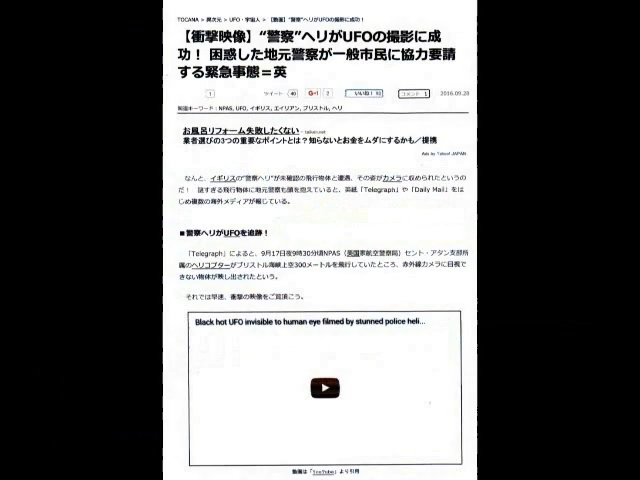 TOCANA > 異次元 > UFO・宇宙人 > 【動画】"警察"ヘリがUFOの撮影に成功！
【衝撃映像】“警察”ヘリがUFOの撮影に成
功！ 困惑した地元警察が一般市民に協力要請
する緊急事態＝英
1 ツイート 40 G+1 2 いいね！ 93 コメント 1 2016.09.28
関連キーワード：NPAS, UFO, イギリス, エイリアン, ブリストル, ヘリ
お風呂リフォーム失敗したくない
業者選びの3つの重要なポイントとは？知らないとお金をムダにするかも／提携
Ads by Yahoo! JAPAN
なんと、イギリスの“警察ヘリ”が未確認の飛行物体と遭遇、その姿がカメラに収められたというの
だ！ 謎すぎる飛行物体に地元警察も頭を抱えていると、英紙「Telegraph」や「Daily Mail」をは
じめ複数の海外メディアが報じている。
■警察ヘリがUFOを追跡！
「Telegraph」によると、9月17日夜9時30分頃NPAS（英国家航空警察局）セント・アタン支部所
属のヘリコプターがブリストル海峡上空300メートルを飛行していたところ、赤外線カメラに目視で
きない物体が映し出されたという。
それでは早速、衝撃の映像をご覧頂こう。
Black hot UFO invisible to human eye filmed by stunned police heli...
動画は「YouTube」より引用